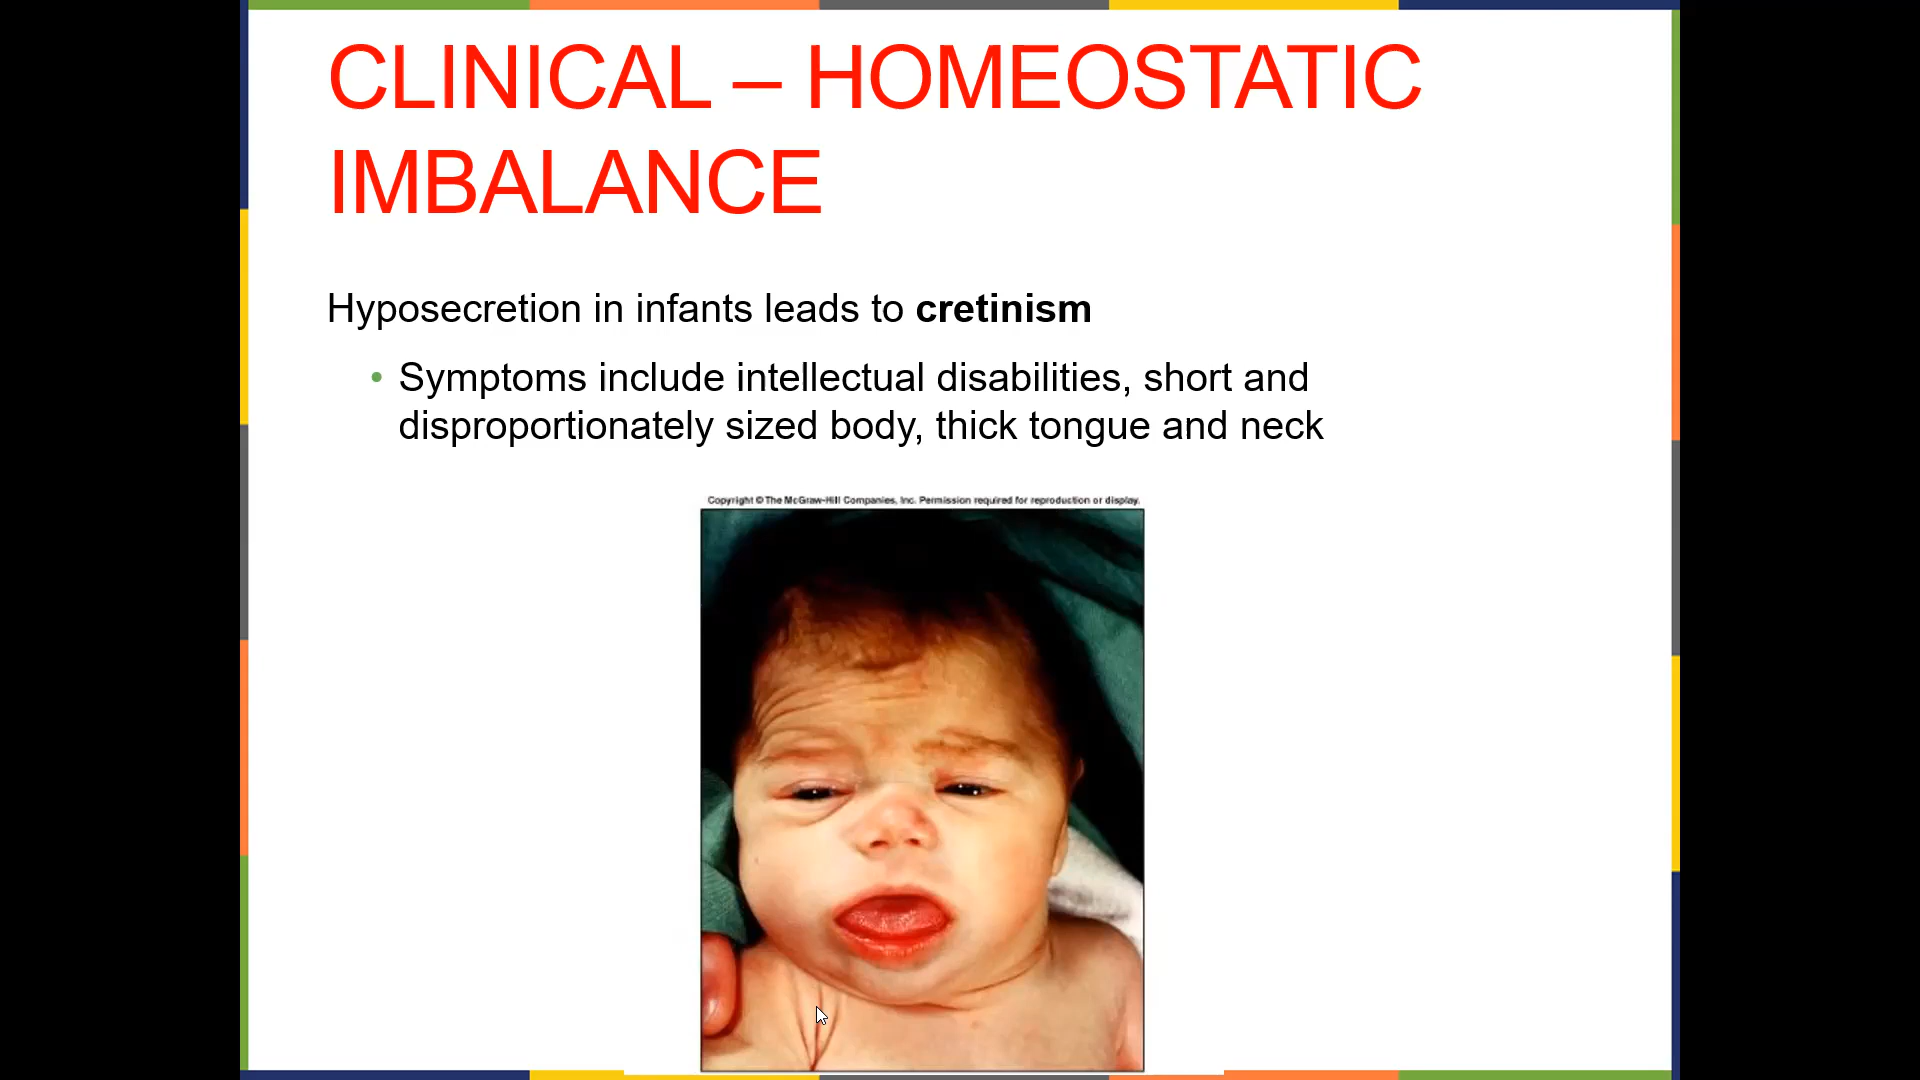 CLINICAL – HOMEOSTATIC
IMBALANCE
Hyposecretion in infants leads to cretinism
• Symptoms include intellectual disabilities, short and
disproportionately sized body, thick tongue and neck
Copyright © The McGraw-Hill Companies, Inc. Permission required for reproduction or display.